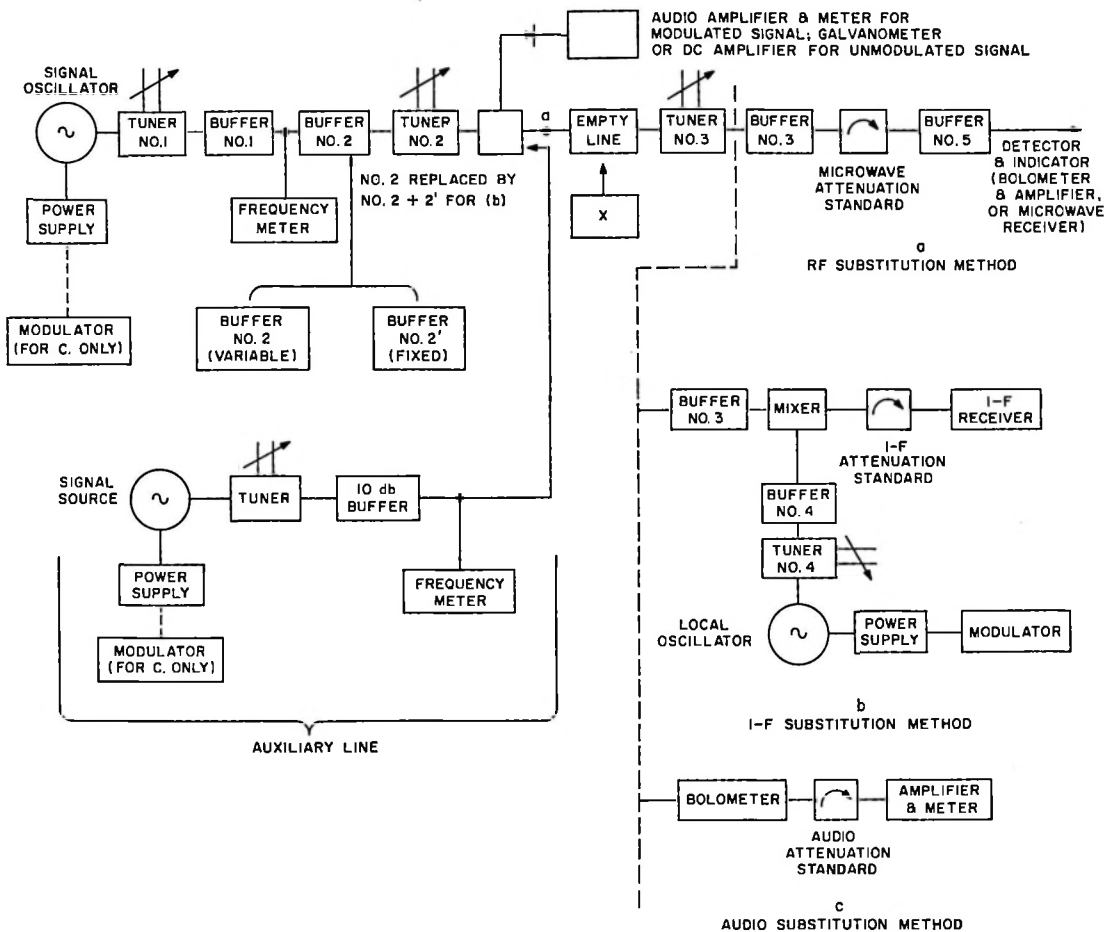 AUDIO AMPLIFIER & METER FOR
MODULATED SIGNAL; GALVANOMETER
OR DC AMPLIFIER FOR UNMODULATED SIGNAL
SIGNAL
OSCILLATOR
~
TUNER
NO.1
BUFFER
NO.1
BUFFER
NO.2
TUNER
NO.2
a
EMPTY
LINE
TUNER
NO.3
BUFFER
NO.3
BUFFER
NO.5
MICROWAVE
ATTENUATION
STANDARD
DETECTOR
& INDICATOR
(BOLOMETER
& AMPLIFIER,
OR MICROWAVE
RECEIVER)
a
RF SUBSTITUTION METHOD
POWER
SUPPLY
FREQUENCY
METER
NO. 2 REPLACED BY
NO. 2 + 2' FOR (b)
X
MODULATOR
(FOR C. ONLY)
BUFFER
NO. 2
(VARIABLE)
BUFFER
NO. 2'
(FIXED)
BUFFER
NO.3
MIXER
I-F
RECEIVER
I-F
ATTENUATION
STANDARD
BUFFER
NO. 4
TUNER
NO. 4
LOCAL
OSCILLATOR
~
POWER
SUPPLY
MODULATOR
b
I-F SUBSTITUTION METHOD
SIGNAL
SOURCE
~
TUNER
10 db
BUFFER
POWER
SUPPLY
FREQUENCY
METER
MODULATOR
(FOR C. ONLY)
AUXILIARY LINE
BOLOMETER
AMPLIFIER
& METER
AUDIO
ATTENUATION
STANDARD
c
AUDIO SUBSTITUTION METHOD